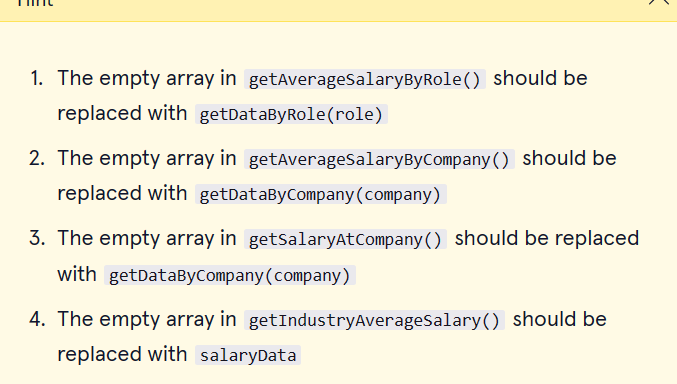 Hint
1. The empty array in getAverageSalaryByRole() should be
replaced with getDataByRole(role)
2. The empty array in getAverageSalaryByCompany() should be
replaced with getDataByCompany(company)
3. The empty array in getSalaryAtCompany() should be replaced
with getDataByCompany(company)
4. The empty array in getIndustryAverageSalary() should be
replaced with salaryData